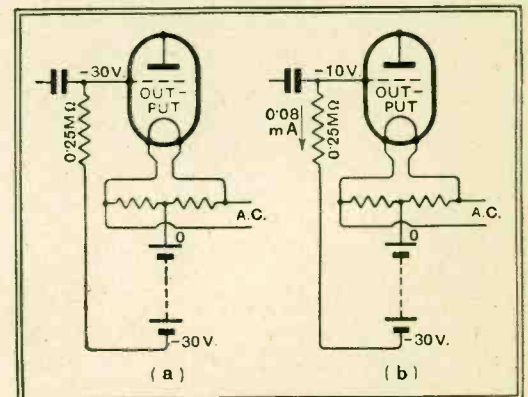 -30V.
OUT-
PUT
0·25MΩ
A.C.
0
-30V.
(a)
-10V.
OUT-
PUT
0·08
mA
0·25MΩ
A.C.
0
-30V.
(b)